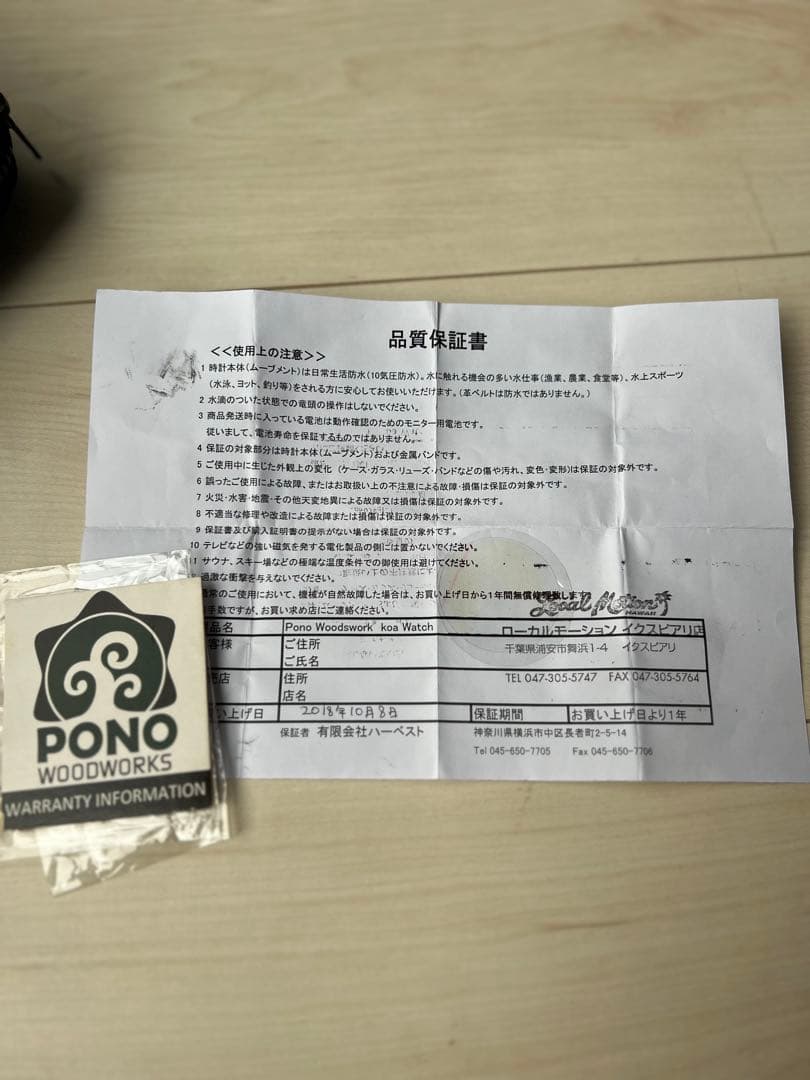 品質保証書
<<使用上の注意>>
1 時計本体(ムーブメント)は日常生活防水(10気圧防水)。水に触れる機会の多い水仕事(漁業、農業、食堂等)、水上スポーツ
(水泳、ヨット、釣り等)をされる方に安心してお使いいただけます。(革ベルトは防水ではありません。)
2 水滴のついた状態での竜頭の操作はしないでください。
3 商品発送時に入っている電池は動作確認のためのモニター用電池です。
従いまして、電池寿命を保証するものではありません。
4 保証の対象部分は時計本体(ムーブメント)および金属バンドです。
5 ご使用中に生じた外観上の変化 (ケース・ガラス・リューズ・バンドなどの傷や汚れ、変色・変形)は保証の対象外です。
6 誤ったご使用による故障、またはお取扱い上の不注意による故障・損傷は保証の対象外です。
7 火災・水害・地震・その他天変地異による故障又は損傷は保証の対象外です。
8 不適当な修理や改造による故障または損傷は保証の対象外です。
9 保証書及び購入証明書の提示がない場合は保証の対象外です。
10 テレビなどの強い磁気を発する電化製品の側には置かないでください。
11 サウナ、スキー場などの極端な温度条件での御使用は避けてください。
過激な衝撃を与えないでください。
常のご使用において、機械が自然故障した場合は、お買い上げ日から1年間無償修理致します
手数ですが、お買い求め店にご連絡ください。
Local Motion
HAWAII
品名 Pono Woodswork® koa Watch
ローカルモーション イクスピアリ店
客様 ご住所
千葉県浦安市舞浜1-4 イクスピアリ
ご氏名
売店 住所
TEL 047-305-5747 FAX 047-305-5764
店名
い上げ日 2018年10月8日 保証期間 お買い上げ日より1年
保証者 有限会社ハーベスト 神奈川県横浜市中区長者町2-5-14
Tel 045-650-7705 Fax 045-650-7706
PONO
WOODWORKS
WARRANTY INFORMATION